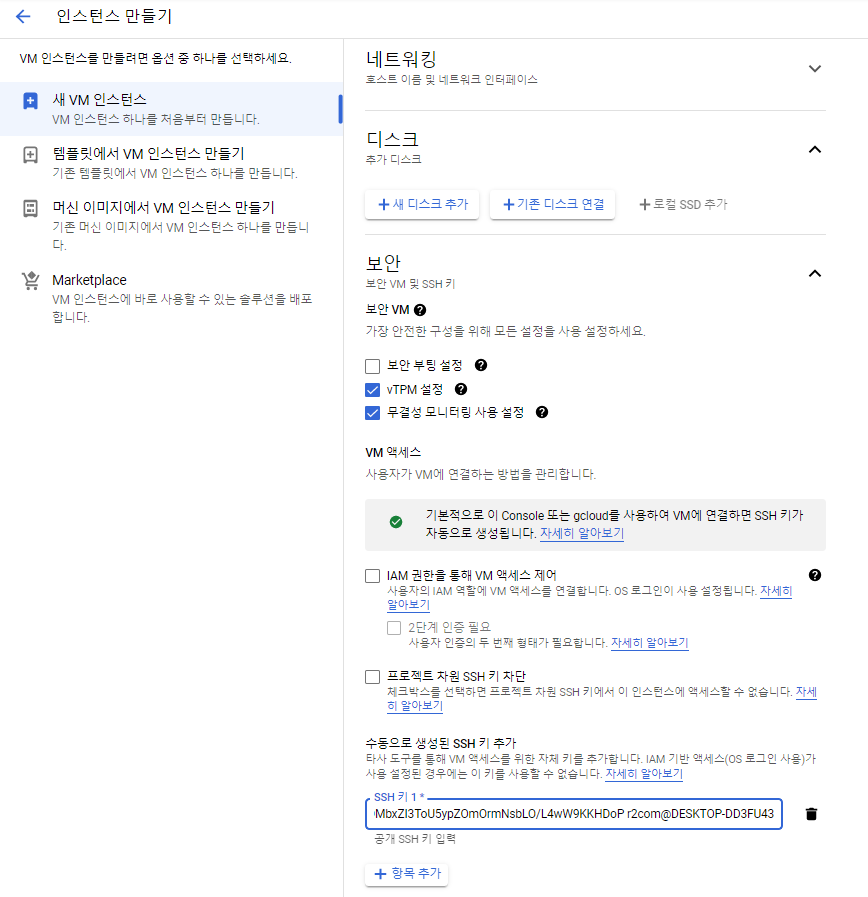 인스턴스 만들기
VM 인스턴스를 만들려면 옵션 중 하나를 선택하세요.
새 VM 인스턴스
VM 인스턴스 하나를 처음부터 만듭니다.
템플릿에서 VM 인스턴스 만들기
기존 템플릿에서 VM 인스턴스 하나를 만듭니다.
머신 이미지에서 VM 인스턴스 만들기
기존 머신 이미지에서 VM 인스턴스 하나를 만듭니
다.
Marketplace
VM 인스턴스에 바로 사용할 수 있는 솔루션을 배포
합니다.
네트워킹
호스트 이름 및 네트워크 인터페이스
디스크
추가 디스크
새 디스크 추가
기존 디스크 연결
로컬 SSD 추가
보안
보안 VM 및 SSH 키
보안 VM
가장 안전한 구성을 위해 모든 설정을 사용 설정하세요.
보안 부팅 설정
vTPM 설정
무결성 모니터링 사용 설정
VM 액세스
사용자가 VM에 연결하는 방법을 관리합니다.
기본적으로 이 Console 또는 gcloud를 사용하여 VM에 연결하면 SSH 키가
자동으로 생성됩니다. 자세히 알아보기
IAM 권한을 통해 VM 액세스 제어
사용자의 IAM 역할에 VM 액세스를 연결합니다. OS 로그인이 사용 설정됩니다. 자세히
알아보기
2단계 인증 필요
사용자 인증의 두 번째 형태가 필요합니다. 자세히 알아보기
프로젝트 차원 SSH 키 차단
체크박스를 선택하면 프로젝트 차원 SSH 키에서 이 인스턴스에 액세스할 수 없습니다. 자세
히 알아보기
수동으로 생성된 SSH 키 추가
타사 도구를 통해 VM 액세스를 위한 자체 키를 추가합니다. IAM 기반 액세스(OS 로그인 사용)가
사용 설정된 경우에는 이 키를 사용할 수 없습니다. 자세히 알아보기
SSH 키 1 *
MbxZI3ToU5ypZOmOrmNsbLO/L4wW9KKHDoP r2com@DESKTOP-DD3FU43
공개 SSH 키 입력
항목 추가